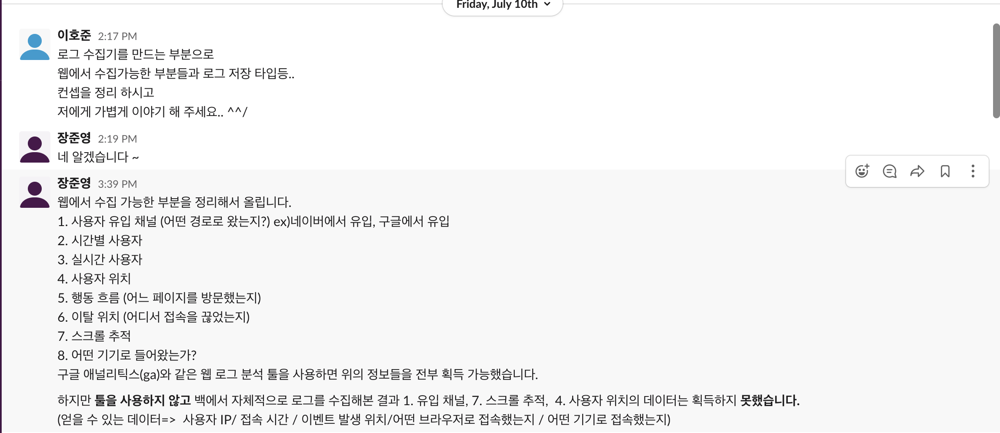 Friday, July 10th
이호준 2:17 PM
로그 수집기를 만드는 부분으로
웹에서 수집가능한 부분들과 로그 저장 타입등..
컨셉을 정리 하시고
저에게 가볍게 이야기 해 주세요.. ^^/
장준영 2:19 PM
네 알겠습니다 ~
장준영 3:39 PM
웹에서 수집 가능한 부분을 정리해서 올립니다.
1. 사용자 유입 채널 (어떤 경로로 왔는지?) ex)네이버에서 유입, 구글에서 유입
2. 시간별 사용자
3. 실시간 사용자
4. 사용자 위치
5. 행동 흐름 (어느 페이지를 방문했는지)
6. 이탈 위치 (어디서 접속을 끊었는지)
7. 스크롤 추적
8. 어떤 기기로 들어왔는가?
구글 애널리틱스(ga)와 같은 웹 로그 분석 툴을 사용하면 위의 정보들을 전부 획득 가능했습니다.
하지만 툴을 사용하지 않고 백에서 자체적으로 로그를 수집해본 결과 1. 유입 채널, 7. 스크롤 추적,  4. 사용자 위치의 데이터는 획득하지 못했습니다.
(얻을 수 있는 데이터=>  사용자 IP/ 접속 시간 / 이벤트 발생 위치/어떤 브라우저로 접속했는지 / 어떤 기기로 접속했는지)